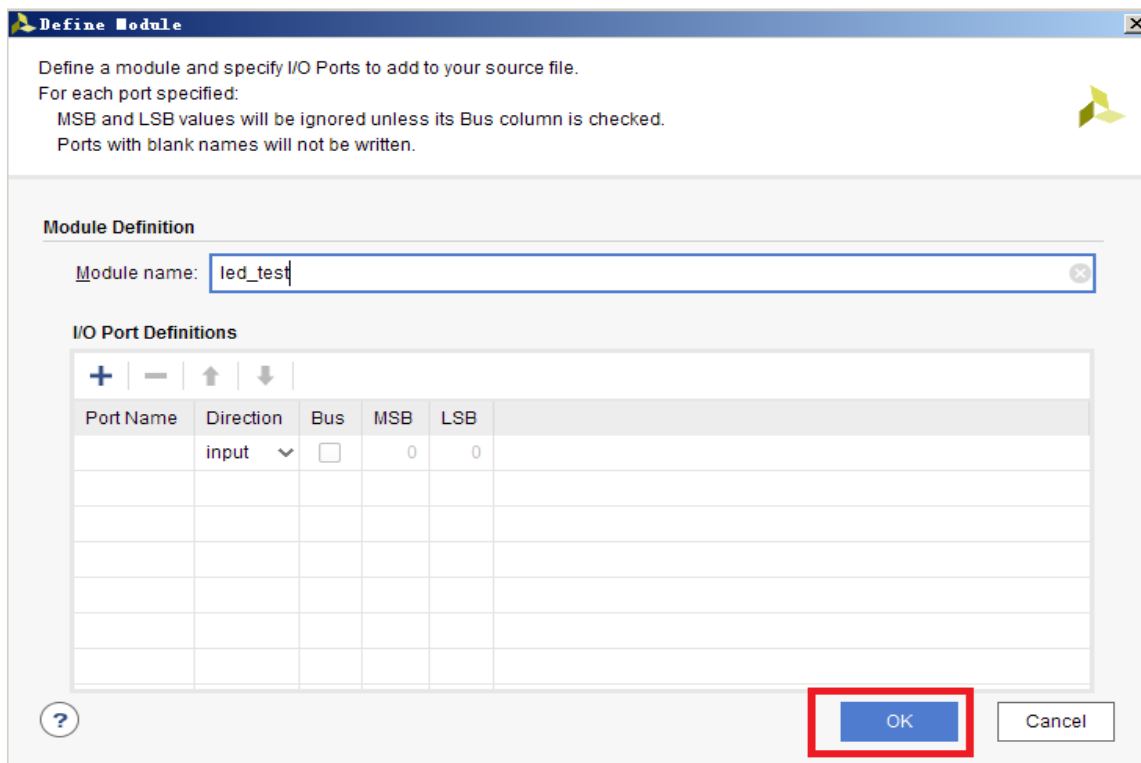 Define Module
Define a module and specify I/O Ports to add to your source file.
For each port specified:
MSB and LSB values will be ignored unless its Bus column is checked.
Ports with blank names will not be written.
Module Definition
Module name: led_test
I/O Port Definitions
Port Name Direction Bus MSB LSB
input 0 0
? OK Cancel